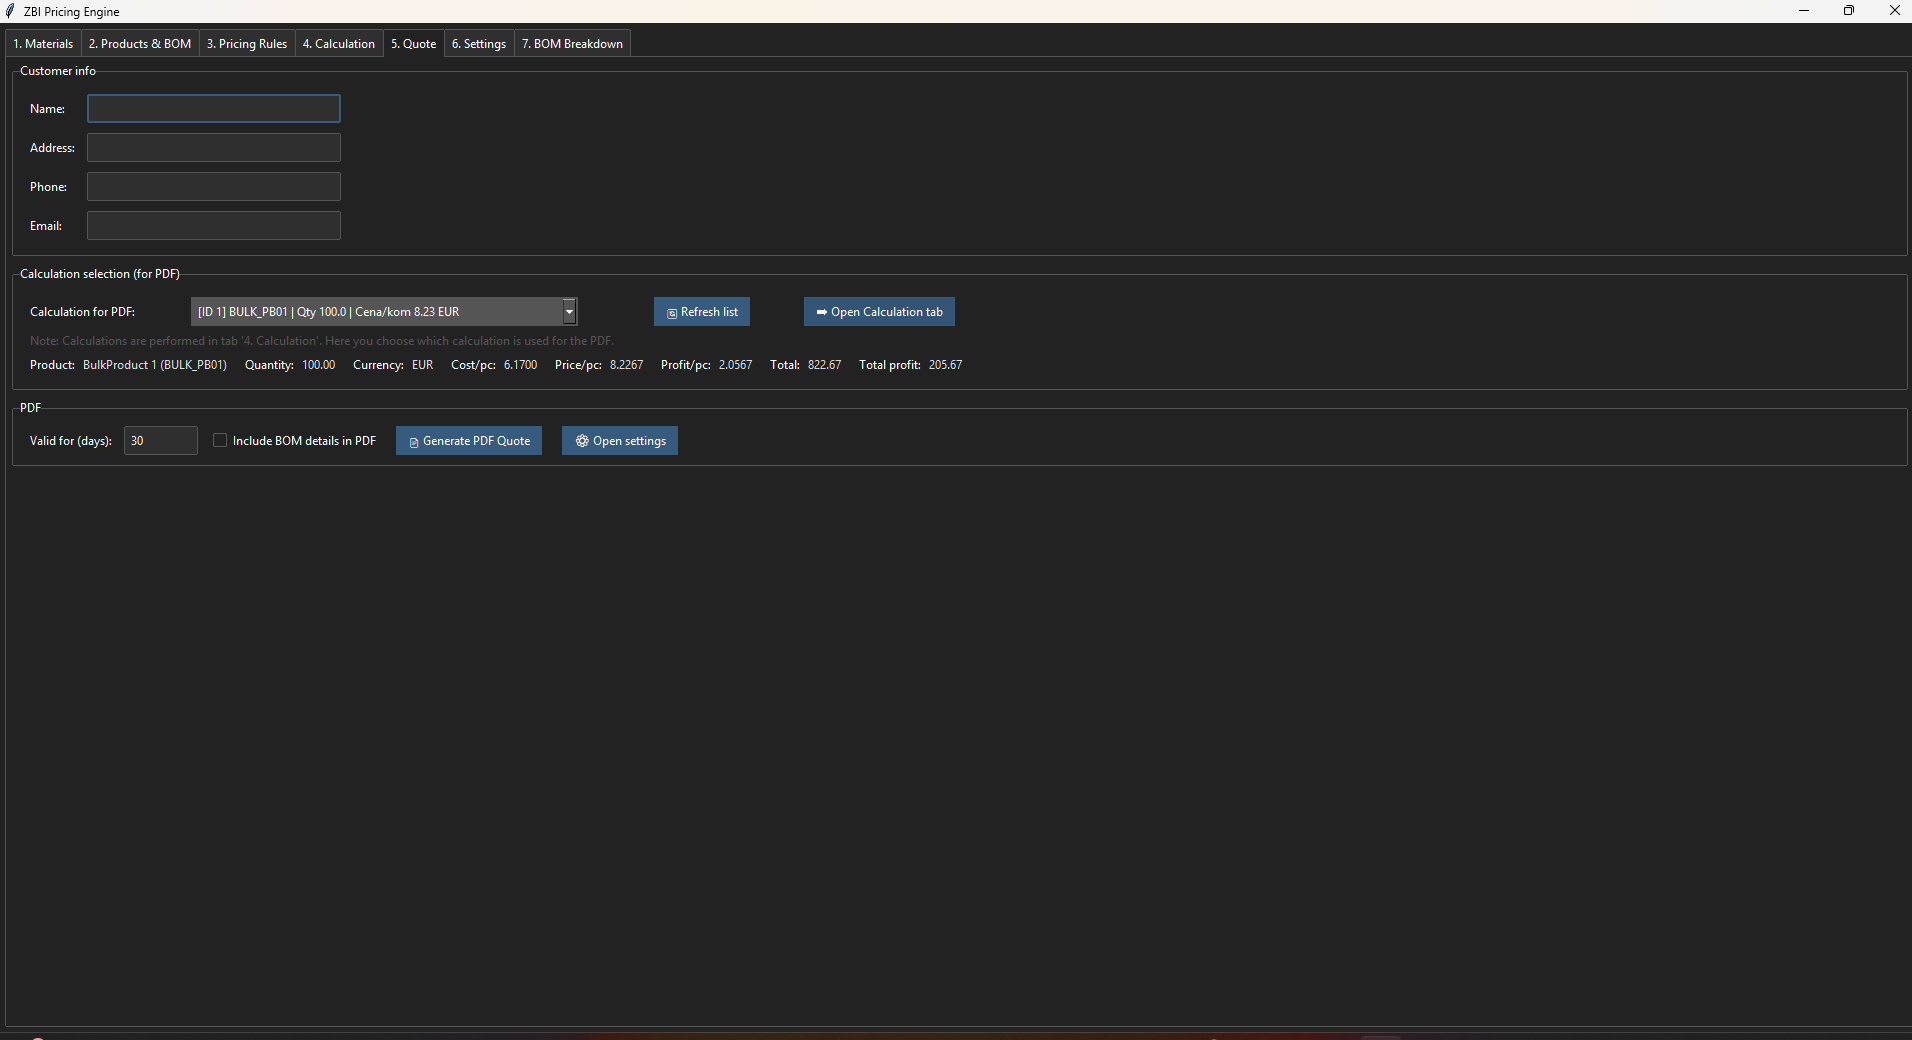 ZBI Pricing Engine
1. Materials 2. Products & BOM 3. Pricing Rules 4. Calculation 5. Quote 6. Settings 7. BOM Breakdown
Customer info
Name:
Address:
Phone:
Email:
Calculation selection (for PDF)
Calculation for PDF: [ID 1] BULK_PB01 | Qty 100.0 | Cena/kom 8.23 EUR Refresh list Open Calculation tab
Note: Calculations are performed in tab '4. Calculation'. Here you choose which calculation is used for the PDF.
Product: BulkProduct 1 (BULK_PB01) Quantity: 100.00 Currency: EUR Cost/pc: 6.1700 Price/pc: 8.2267 Profit/pc: 2.0567 Total: 822.67 Total profit: 205.67
PDF
Valid for (days): 30 Include BOM details in PDF Generate PDF Quote Open settings